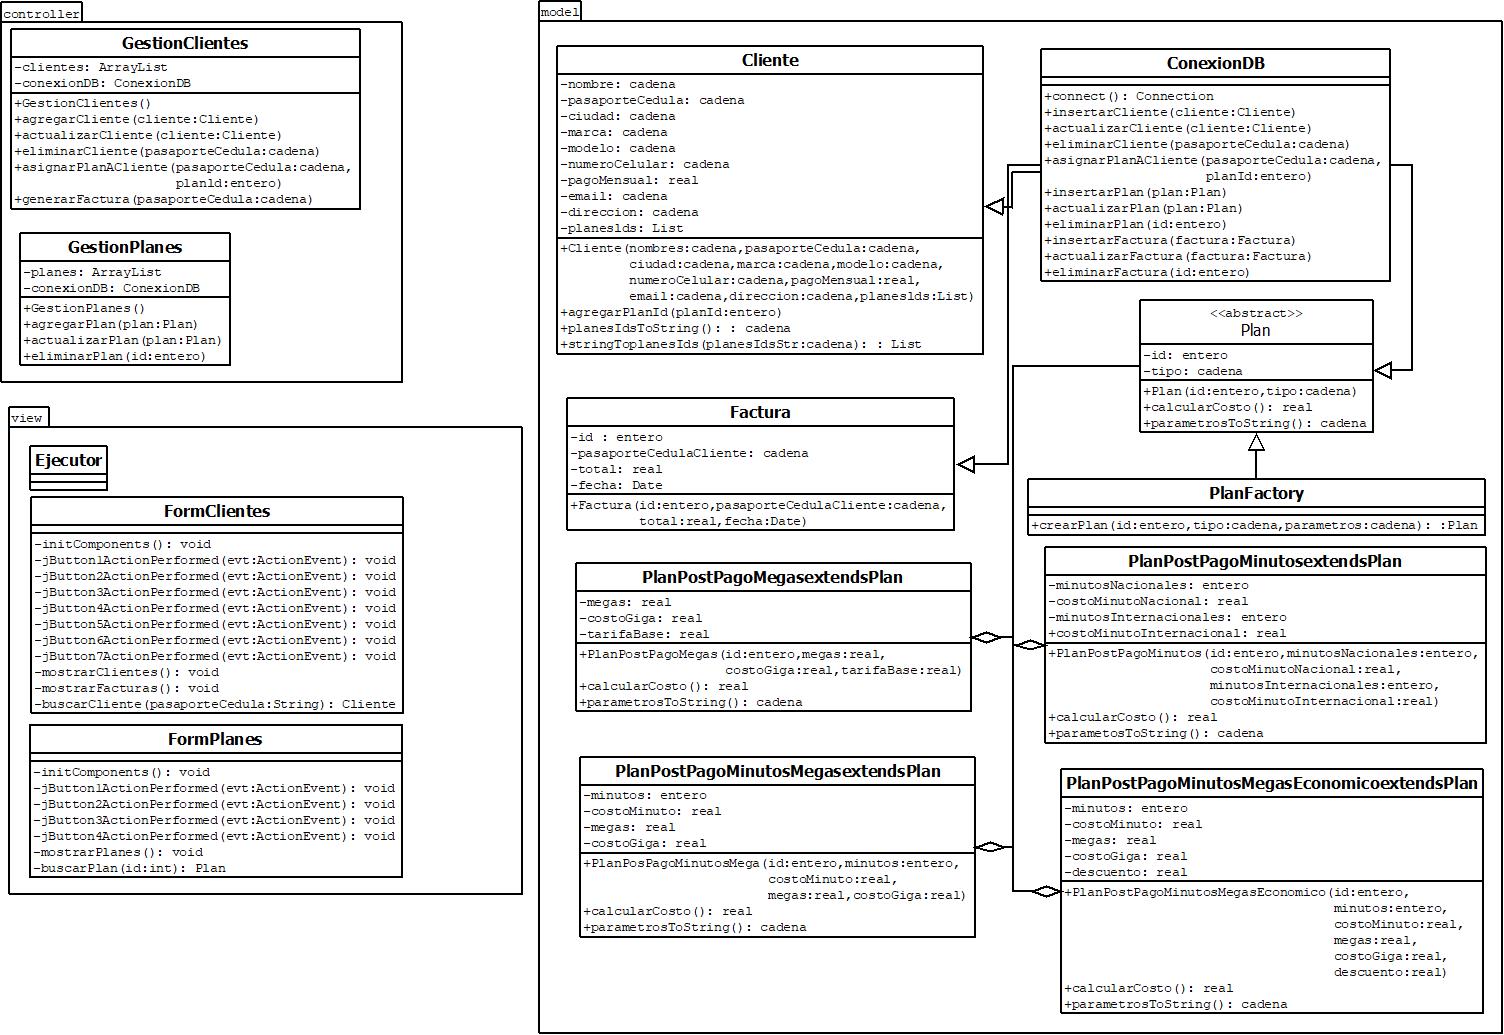 controller
GestionClientes
-clientes: ArrayList
-conexionDB: ConexionDB
+GestionClientes()
+agregarCliente(cliente:Cliente)
+actualizarCliente(cliente:Cliente)
+eliminarCliente(pasaporteCedula:cadena)
+asignarPlanACliente(pasaporteCedula:cadena,
planld:entero)
+generarFactura(pasaporteCedula:cadena)
GestionPlanes
-planes: ArrayList
-conexionDB: ConexionDB
+GestionPlanes()
+agregarPlan(plan:Plan)
+actualizarPlan(plan:Plan)
+eliminarPlan(id:entero)
view
Ejecutor
FormClientes
-initComponents(): void
-jButton1ActionPerformed(evt:ActionEvent): void
-jButton2ActionPerformed(evt:ActionEvent): void
-jButton3ActionPerformed(evt:ActionEvent): void
-jButton4ActionPerformed(evt:ActionEvent): void
-jButton5ActionPerformed(evt:ActionEvent): void
-jButton6ActionPerformed(evt:ActionEvent): void
-jButton7ActionPerformed(evt:ActionEvent): void
-mostrarClientes(): void
-mostrarFacturas(): void
-buscarCliente(pasaporteCedula:String): Cliente
FormPlanes
-initComponents(): void
-jButton1ActionPerformed(evt:ActionEvent): void
-jButton2ActionPerformed(evt:ActionEvent): void
-jButton3ActionPerformed(evt:ActionEvent): void
-jButton4ActionPerformed(evt:ActionEvent): void
-mostrarPlanes(): void
-buscarPlan(id:int): Plan
model
Cliente
-nombre: cadena
-pasaporteCedula: cadena
-ciudad: cadena
-marca: cadena
-modelo: cadena
-numeroCelular: cadena
-pagoMensual: real
-email: cadena
-direccion: cadena
-planeslds: List
+Cliente(nombres:cadena,pasaporteCedula:cadena,
ciudad:cadena,marca:cadena,modelo:cadena,
numeroCelular:cadena,pagoMensual:real,
email:cadena,direccion:cadena,planeslds:List)
+agregarPlanId(planId:entero)
+planesIdsToString(): : cadena
+stringToplanesIds(planesIdsStr:cadena): : List
ConexionDB
+connect(): Connection
+insertarCliente(cliente:Cliente)
+actualizarCliente(cliente:Cliente)
+eliminarCliente(pasaporteCedula:cadena)
+asignarPlanACliente(pasaporteCedula:cadena,
planId:entero)
+insertarPlan(plan:Plan)
+actualizarPlan(plan:Plan)
+eliminarPlan(id:entero)
+insertarFactura(factura:Factura)
+actualizarFactura(factura:Factura)
+eliminarFactura(id:entero)
<<abstract>>
Plan
-id: entero
-tipo: cadena
+Plan(id:entero,tipo:cadena)
+calcularCosto(): real
+parametrosToString(): cadena
Factura
-id : entero
-pasaporteCedulaCliente: cadena
-total: real
-fecha: Date
+Factura(id:entero,pasaporteCedulaCliente:cadena,
total:real,fecha:Date)
PlanFactory
+crearPlan(id:entero,tipo:cadena,parametros:cadena): :Plan
PlanPostPagoMegasextendsPlan
-megas: real
-costoGiga: real
-tarifaBase: real
+PlanPostPagoMegas(id:entero,megas:real,
costoGiga:real,tarifaBase:real)
+calcularCosto(): real
+parametrosToString(): cadena
PlanPostPagoMinutosextendsPlan
-minutosNacionales: entero
-costoMinutoNacional: real
-minutosInternacionales: entero
+costoMinutoInternacional: real
+PlanPostPagoMinutos(id:entero,minutosNacionales:entero,
costoMinutoNacional:real,
minutosInternacionales:entero,
costoMinutoInternacional:real)
+calcularCosto(): real
+parametosToString(): cadena
PlanPostPagoMinutosMegasextendsPlan
-minutos: entero
-costoMinuto: real
-megas: real
-costoGiga: real
+PlanPosPagoMinutosMega(id:entero,minutos:entero,
costoMinuto:real,
megas:real,costoGiga:real)
+calcularCosto(): real
+parametrosToString(): cadena
PlanPostPagoMinutosMegasEconomicoextendsPlan
-minutos: entero
-costoMinuto: real
-megas: real
-costoGiga: real
-descuento: real
+PlanPostPagoMinutosMegasEconomico(id:entero,
minutos:entero,
costoMinuto:real,
megas:real,
costoGiga:real,
descuento:real)
+calcularCosto(): real
+parametrosToString(): cadena